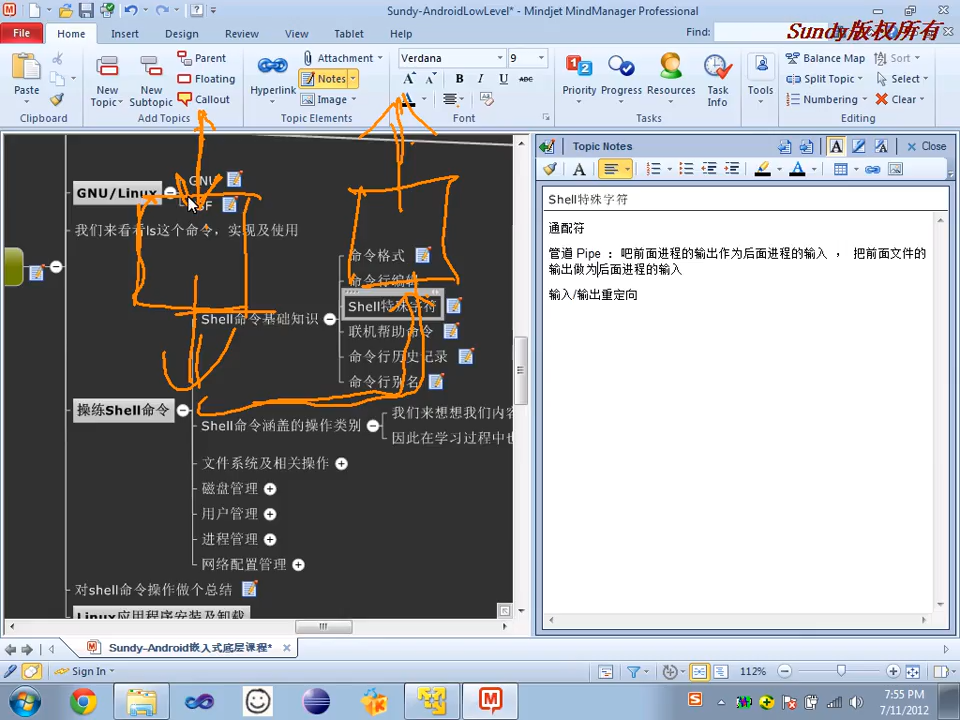 Sundy-AndroidLowLevel* - Mindjet MindManager Professional
Sundy版权所有
File
Home
Insert
Design
Review
View
Tablet
Help
Find:
Paste
Clipboard
New Topic
New Subtopic
Parent
Floating
Callout
Add Topics
Hyperlink
Attachment
Notes
Image
Topic Elements
Verdana
9
B
I
U
ABC
A
Font
Priority
Progress
Resources
Task Info
Tasks
Tools
Balance Map
Sort
Split Topic
Select
Numbering
Clear
Editing
GNU/Linux
GNU
我们来看看ls这个命令，实现及使用
命令格式
命令行编辑
Shell特殊字符
联机帮助命令
命令行历史记录
命令行别名
Shell命令基础知识
操练Shell命令
Shell命令涵盖的操作类别
我们来想想我们内容
因此在学习过程中也
文件系统及相关操作
磁盘管理
用户管理
进程管理
网络配置管理
对shell命令操作做个总结
Linux应用程序安装及卸载
Topic Notes
Close
Shell特殊字符
通配符
管道 Pipe ：吧前面进程的输出作为后面进程的输入 ， 把前面文件的
输出做为后面进程的输入
输入/输出重定向
Sundy-Android嵌入式底层课程*
Sign In
112%
7:55 PM
7/11/2012